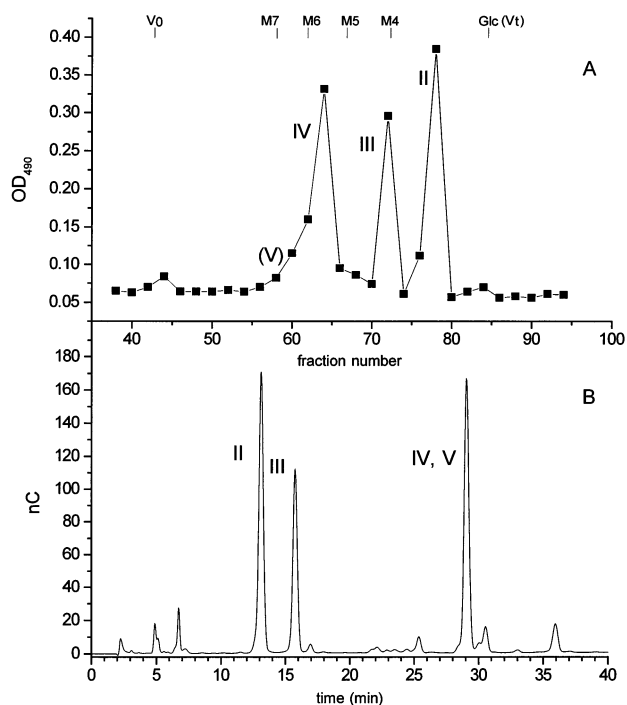 V0 M7 M6 M5 M4 Glc (Vt)
A
0.40
0.35
0.30
0.25
0.20
0.15
0.10
0.05
OD490
(V)
IV
III
II
40 50 60 70 80 90 100
fraction number
B
180
160
140
120
100
80
60
40
20
0
nC
II
III
IV, V
0 5 10 15 20 25 30 35 40
time (min)